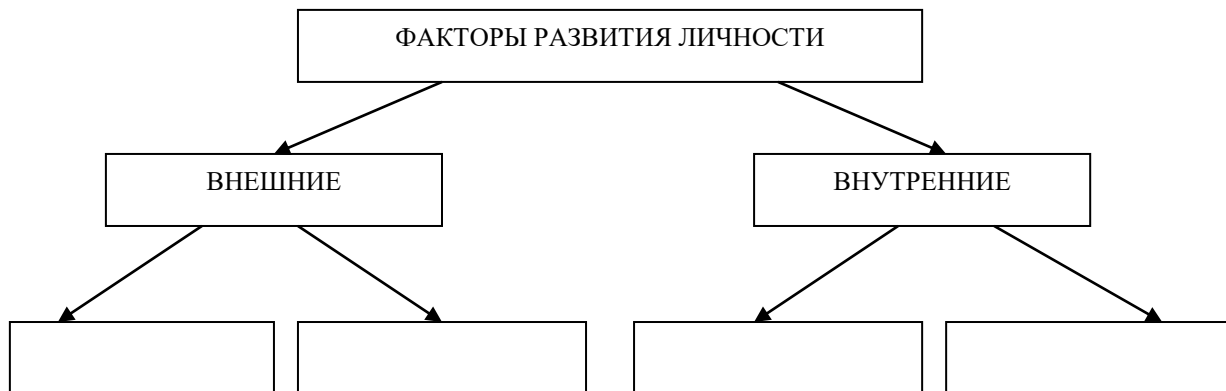 ФАКТОРЫ РАЗВИТИЯ ЛИЧНОСТИ
ВНЕШНИЕ
ВНУТРЕННИЕ